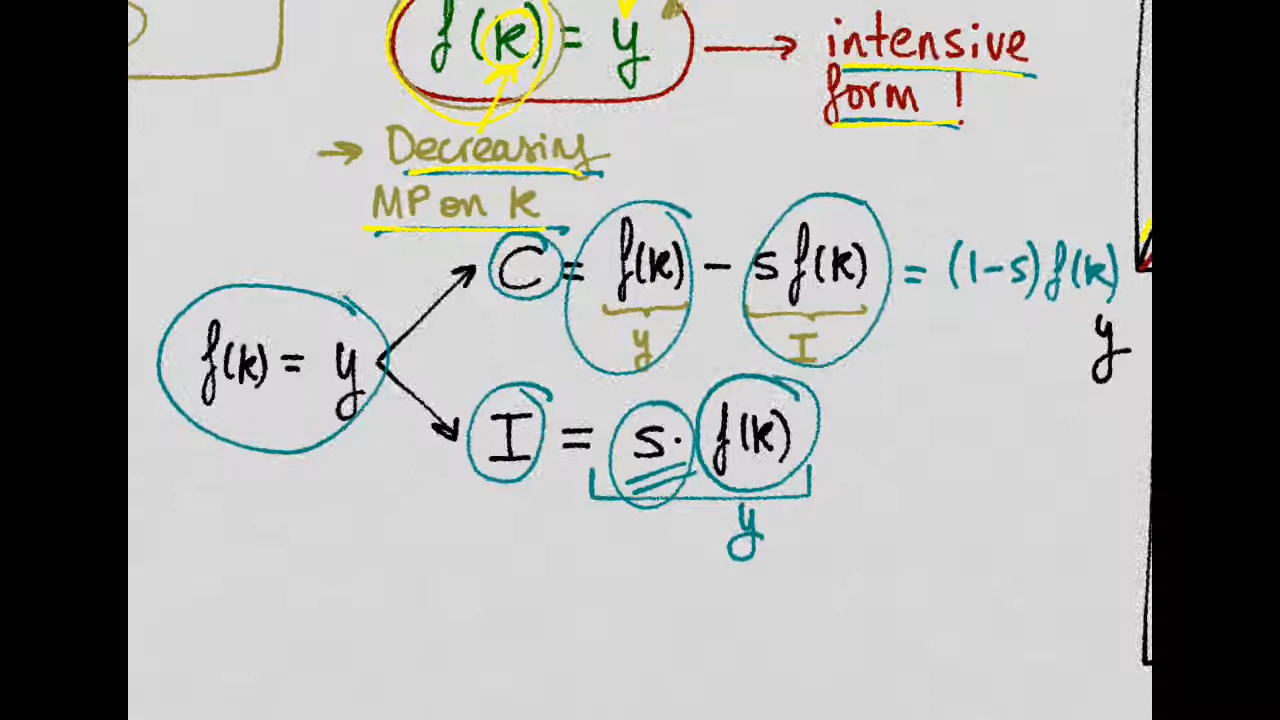 f(k) = y → intensive
form !
→ Decreasing
MP on k
C = f(k) - s f(k) = (1-s) f(k)
y I y
f(k) = y
I = s. f(k)
y